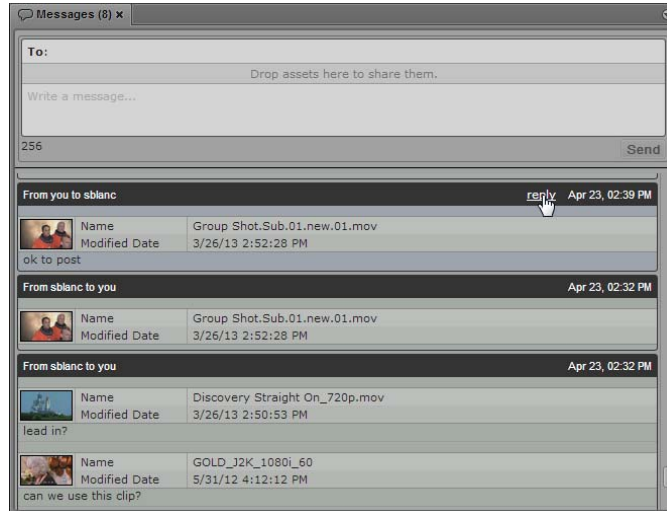 Messages (8) x
To:
Drop assets here to share them.
Write a message...
256 Send
From you to sblanc reply Apr 23, 02:39 PM
Name Group Shot.Sub.01.new.01.mov
Modified Date 3/26/13 2:52:28 PM
ok to post
From sblanc to you Apr 23, 02:32 PM
Name Group Shot.Sub.01.new.01.mov
Modified Date 3/26/13 2:52:28 PM
From sblanc to you Apr 23, 02:32 PM
Name Discovery Straight On_720p.mov
Modified Date 3/26/13 2:50:53 PM
lead in?
Name GOLD_J2K_1080i_60
Modified Date 5/31/12 4:12:12 PM
can we use this clip?